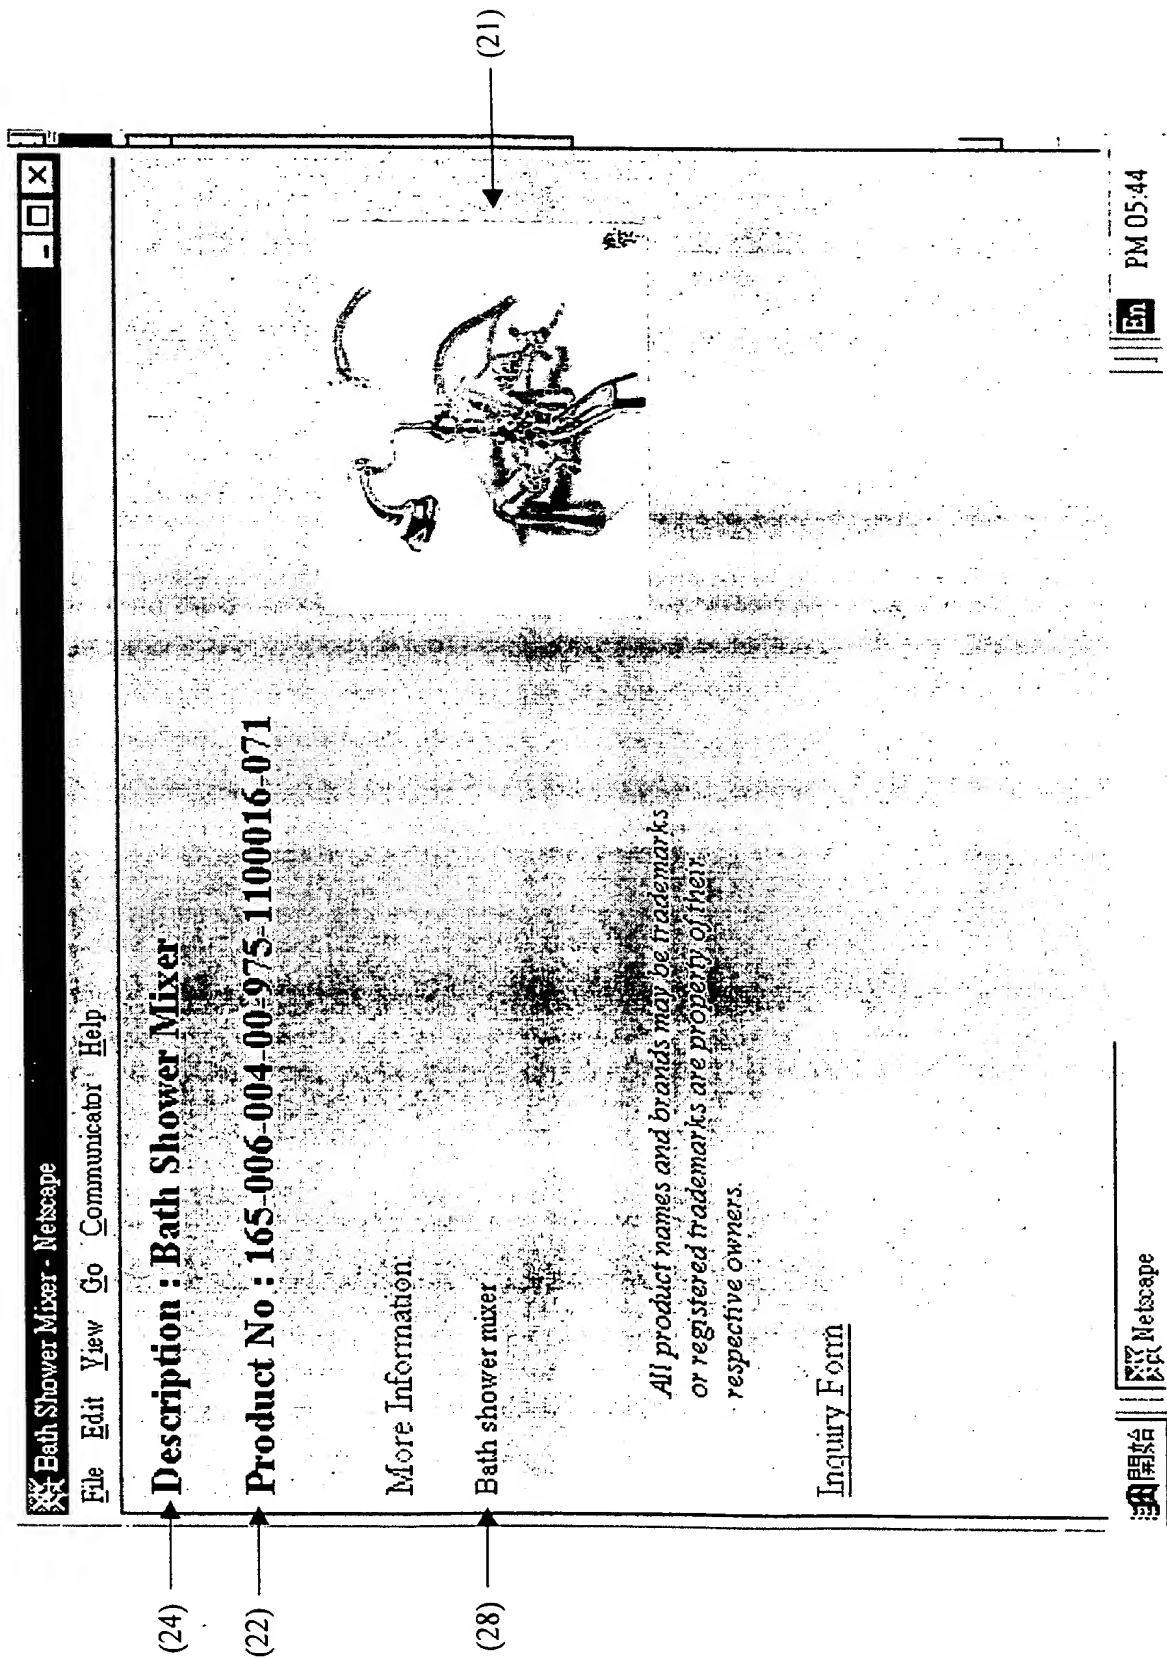 Bath Shower Mixer - Netscape
File Edit View Go Communicator Help
(24)
Description : Bath Shower Mixer
(22)
Product No : 165-006-004-00-975-1100016-071
More Information
(28)
Bath shower mixer
(21)
All product names and brands may be trademarks
or registered trademarks are property of their
respective owners.
Inquiry Form
開始
Netscape
En
PM 05:44